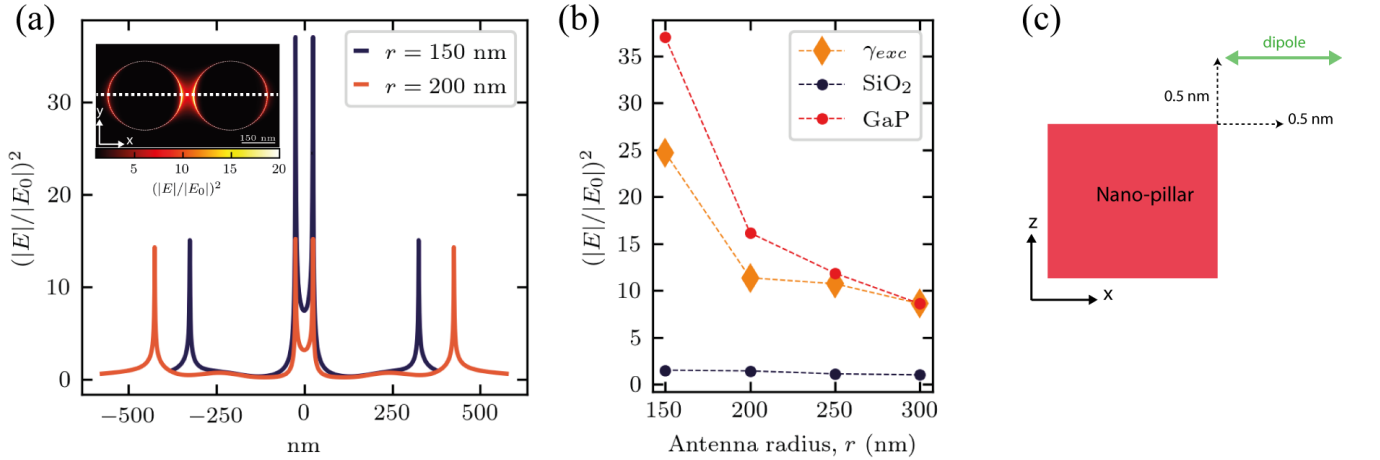 (a)
(|E|/|E₀|)²
30
20
10
0
−500
−250
0
250
500
nm
r = 150 nm
r = 200 nm
y
x
150 nm
5
10
15
20
(|E|/|E₀|)²
(b)
(|E|/|E₀|)²
35
30
25
20
15
10
5
0
150
200
250
300
Antenna radius, r (nm)
γexc
SiO₂
GaP
(c)
dipole
0.5 nm
0.5 nm
Nano-pillar
z
x